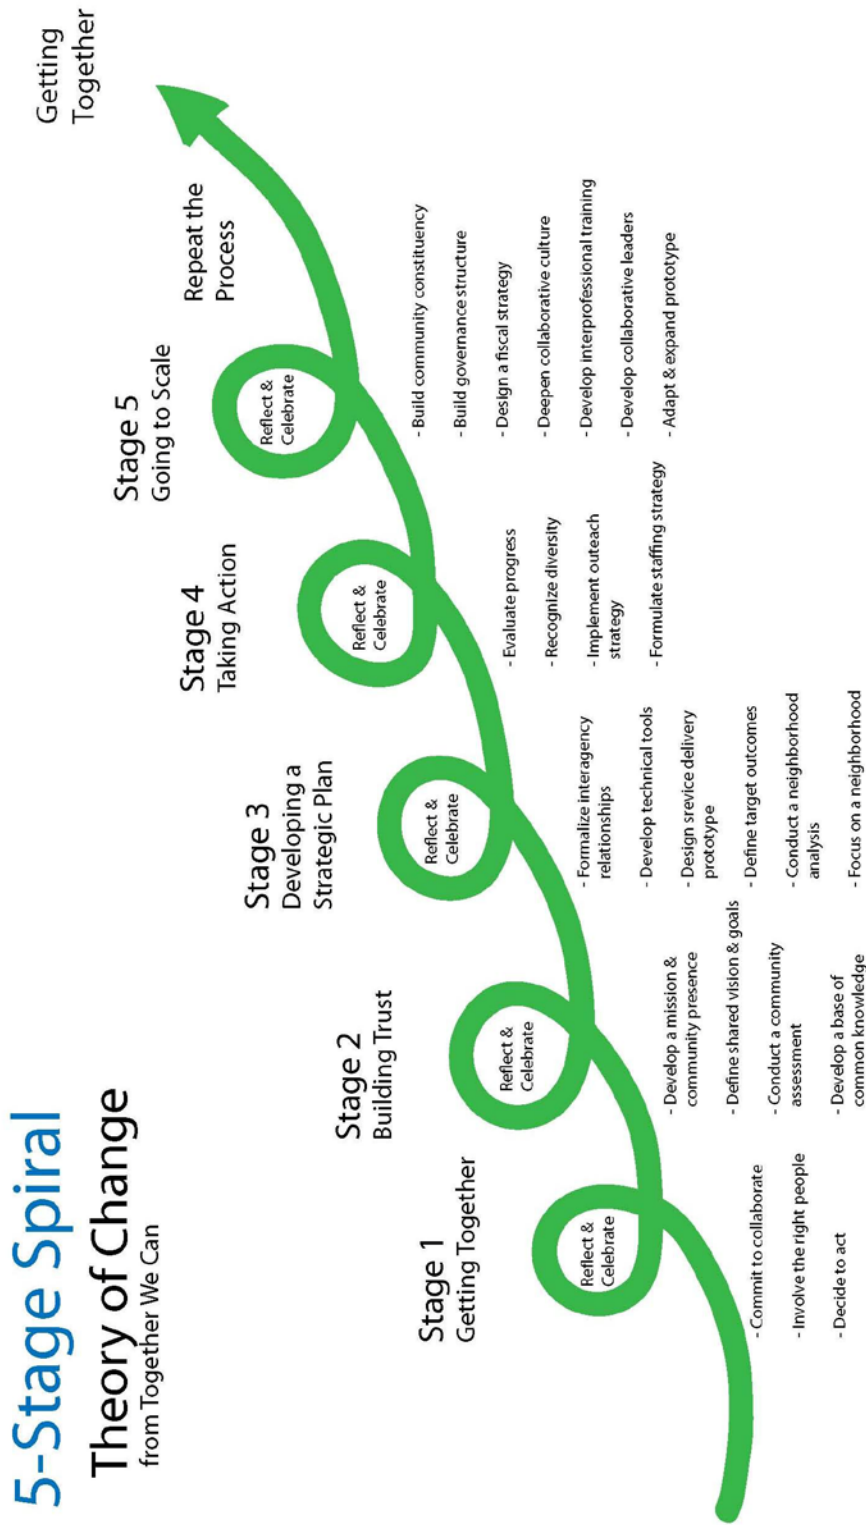 5-Stage Spiral
Theory of Change
from Together We Can
Stage 1
Getting Together
Reflect &
Celebrate
- Commit to collaborate
- Involve the right people
- Decide to act
Stage 2
Building Trust
Reflect &
Celebrate
- Develop a mission &
community presence
- Define shared vision & goals
- Conduct a community
assessment
- Develop a base of
common knowledge
Stage 3
Developing a
Strategic Plan
Reflect &
Celebrate
- Formalize interagency
relationships
- Develop technical tools
- Design srevice delivery
prototype
- Define target outcomes
- Conduct a neighborhood
analysis
- Focus on a neighborhood
Stage 4
Taking Action
Reflect &
Celebrate
- Evaluate progress
- Recognize diversity
- Implement outeach
strategy
- Formulate staffing strategy
Stage 5
Going to Scale
Reflect &
Celebrate
- Build community constituency
- Build governance structure
- Design a fiscal strategy
- Deepen collaborative culture
- Develop interprofessional training
- Develop collaborative leaders
- Adapt & expand prototype
Repeat the
Process
Getting
Together